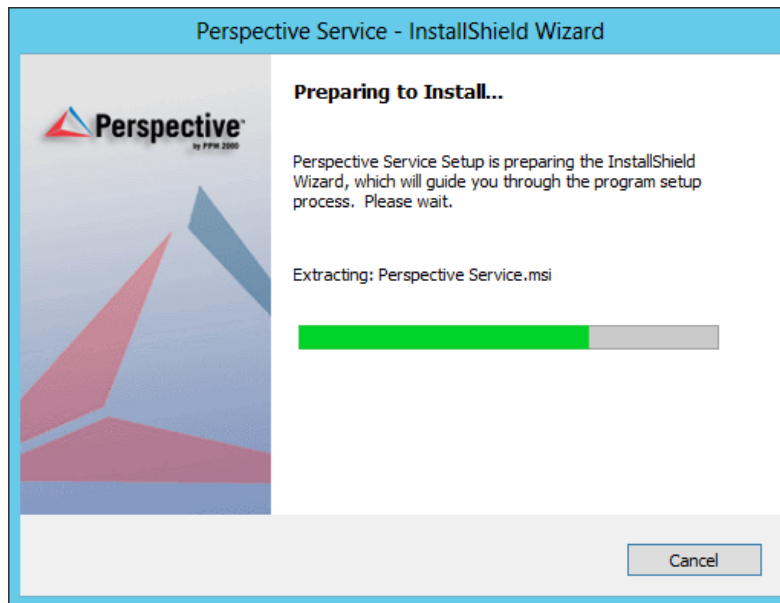 Perspective Service - InstallShield Wizard
Perspective™
by PPM 2000
Preparing to Install...
Perspective Service Setup is preparing the InstallShield
Wizard, which will guide you through the program setup
process. Please wait.
Extracting: Perspective Service.msi
Cancel